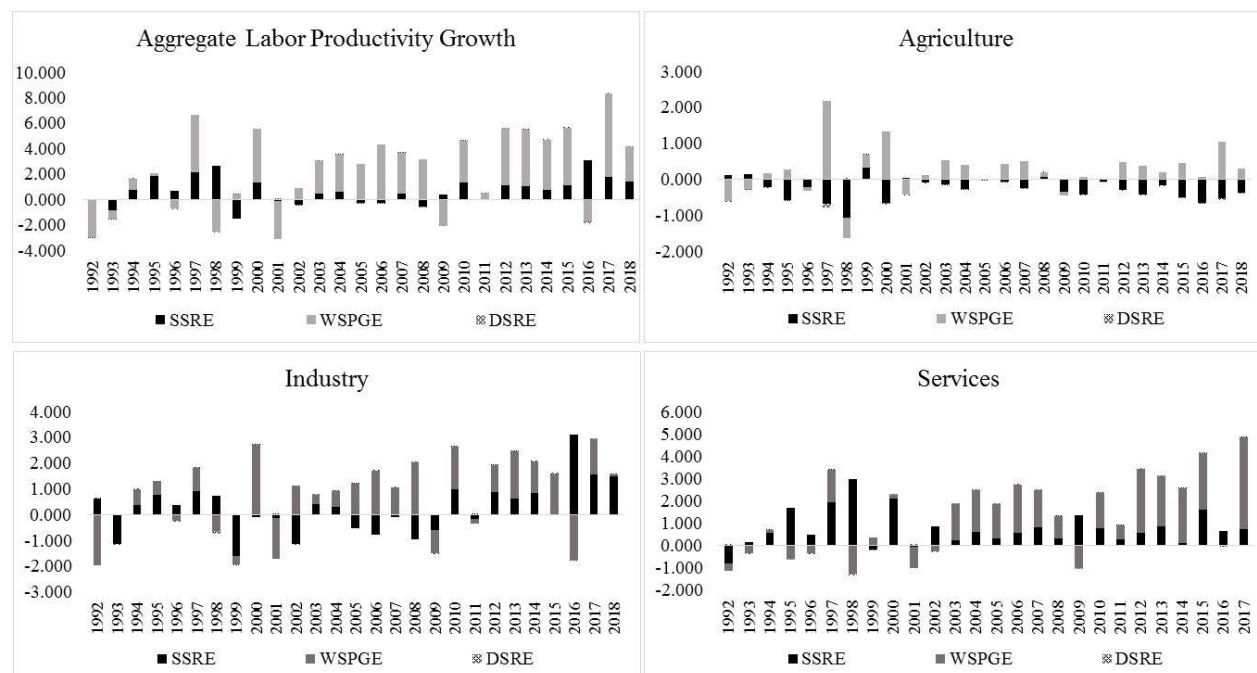 Aggregate Labor Productivity Growth
10.000
8.000
6.000
4.000
2.000
0.000
-2.000
-4.000
1992 1993 1994 1995 1996 1997 1998 1999 2000 2001 2002 2003 2004 2005 2006 2007 2008 2009 2010 2011 2012 2013 2014 2015 2016 2017 2018
SSRE WSPGE DSRE
Agriculture
3.000
2.000
1.000
0.000
-1.000
-2.000
1992 1993 1994 1995 1996 1997 1998 1999 2000 2001 2002 2003 2004 2005 2006 2007 2008 2009 2010 2011 2012 2013 2014 2015 2016 2017 2018
SSRE WSPGE DSRE
Industry
4.000
3.000
2.000
1.000
0.000
-1.000
-2.000
-3.000
1992 1993 1994 1995 1996 1997 1998 1999 2000 2001 2002 2003 2004 2005 2006 2007 2008 2009 2010 2011 2012 2013 2014 2015 2016 2017 2018
SSRE WSPGE DSRE
Services
6.000
5.000
4.000
3.000
2.000
1.000
0.000
-1.000
-2.000
1992 1993 1994 1995 1996 1997 1998 1999 2000 2001 2002 2003 2004 2005 2006 2007 2008 2009 2010 2011 2012 2013 2014 2015 2016 2017
SSRE WSPGE DSRE